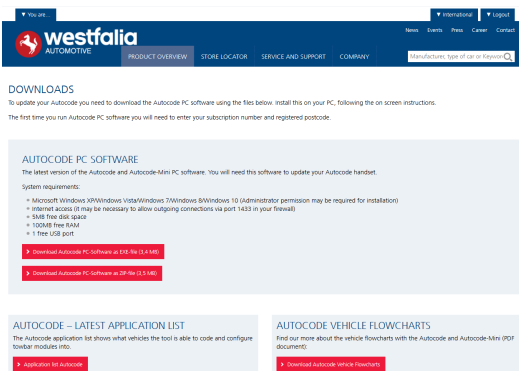 ▼ You are...
▼ International
▼ Logout
News Events Press Career Contact
westfalia
AUTOMOTIVE
PRODUCT OVERVIEW STORE LOCATOR SERVICE AND SUPPORT COMPANY
Manufacturer, type of car or Keyword
DOWNLOADS
To update your Autocode you need to download the Autocode PC software using the files below. Install this on your PC, following the on screen instructions.
The first time you run Autocode PC software you will need to enter your subscription number and registered postcode.
AUTOCODE PC SOFTWARE
The latest version of the Autocode and Autocode-Mini PC software. You will need this software to update your Autocode handset.
System requirements:
Microsoft Windows XP/Windows Vista/Windows 7/Windows 8/Windows 10 (Administrator permission may be required for installation)
Internet access (it may be necessary to allow outgoing connections via port 1433 in your firewall)
5MB free disk space
100MB free RAM
1 free USB port
Download Autocode PC-Software as EXE-file (3,4 MB)
Download Autocode PC-Software as ZIP-file (3,5 MB)
AUTOCODE – LATEST APPLICATION LIST
The Autocode application list shows what vehicles the tool is able to code and configure
towbar modules into.
Application list Autocode
AUTOCODE VEHICLE FLOWCHARTS
Find our more about the vehicle flowcharts with the Autocode and Autocode-Mini (PDF
document):
Download Autocode Vehicle Flowcharts